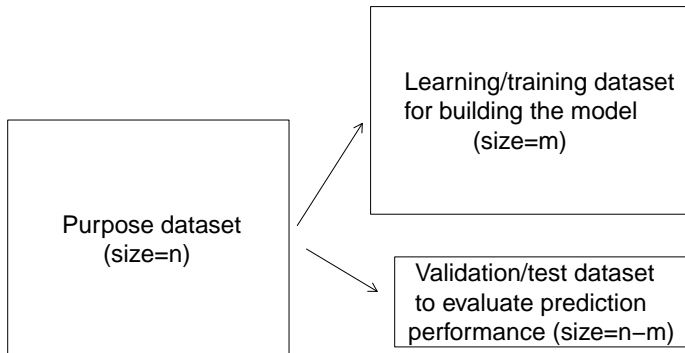 Purpose dataset
(size=n)
Learning/training dataset
for building the model
(size=m)
Validation/test dataset
to evaluate prediction
performance (size=n−m)